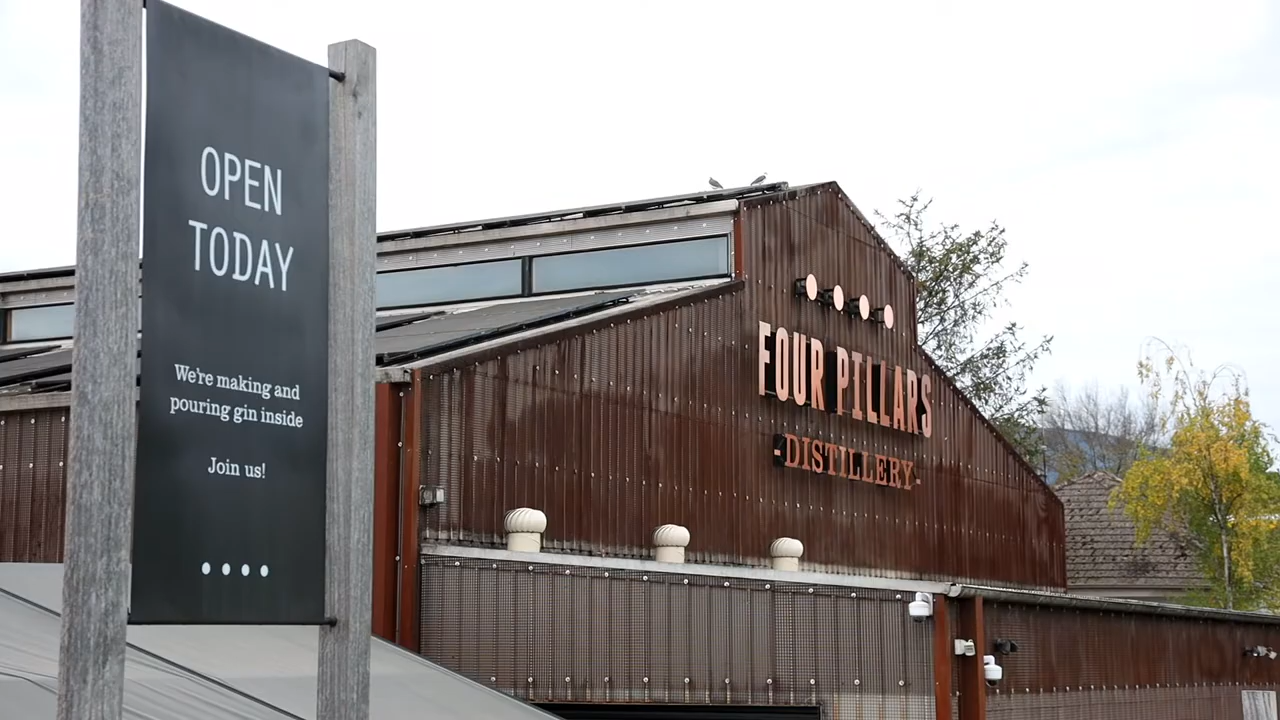 OPEN
TODAY
We're making and
pouring gin inside
Join us!
FOUR PILLARS
-DISTILLERY-